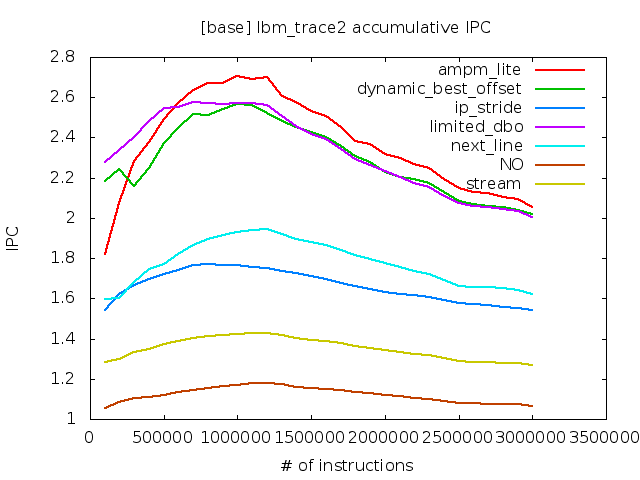 [base] lbm_trace2 accumulative IPC
2.8
2.6
2.4
2.2
2
1.8
1.6
1.4
1.2
1
IPC
ampm_lite
dynamic_best_offset
ip_stride
limited_dbo
next_line
NO
stream
0 500000 1000000 1500000 2000000 2500000 3000000 3500000
# of instructions